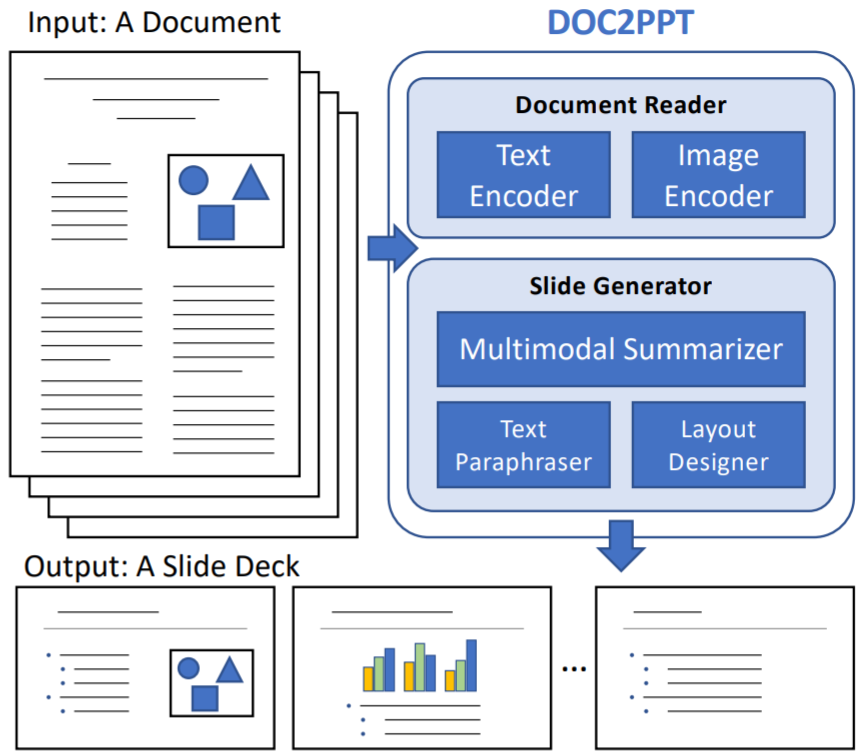 Input: A Document
DOC2PPT
Document Reader
Text
Encoder
Image
Encoder
Slide Generator
Multimodal Summarizer
Text
Paraphraser
Layout
Designer
Output: A Slide Deck
...